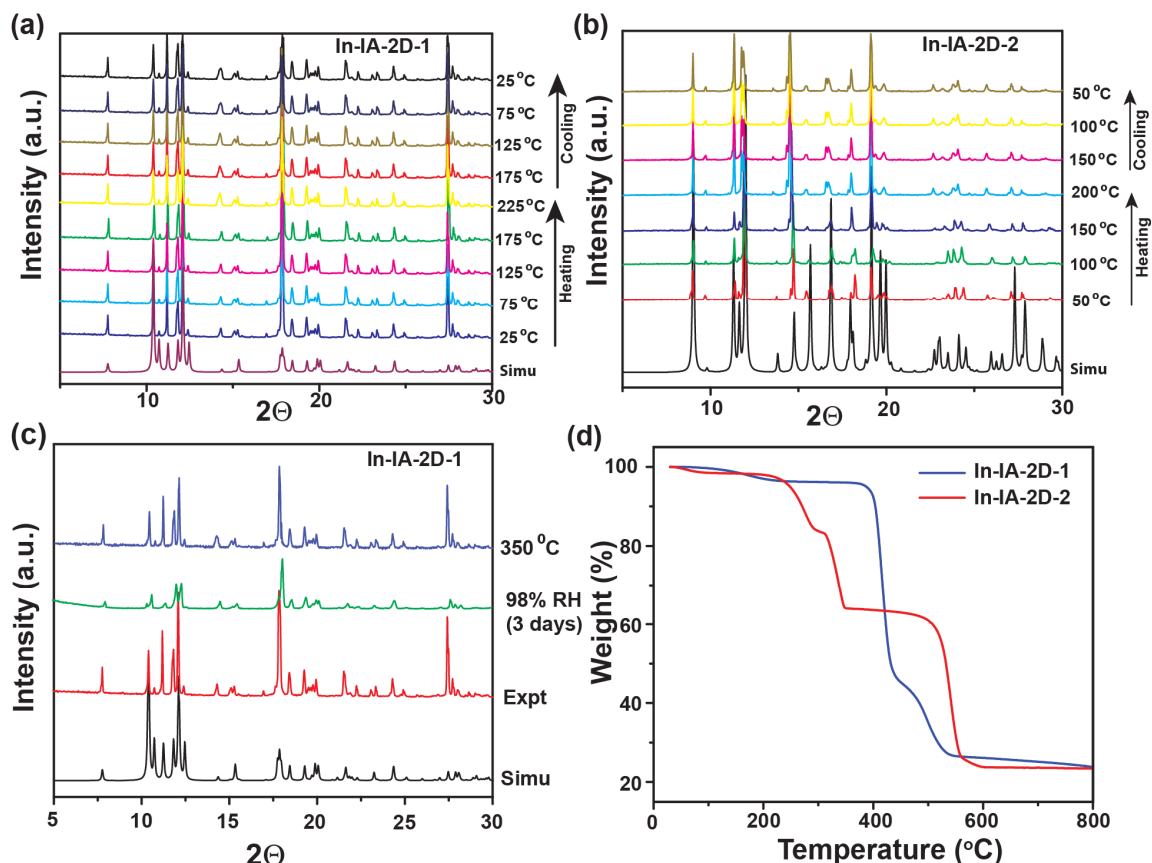 (a)
In-IA-2D-1
Intensity (a.u.)
25 °C
75 °C
125 °C
175 °C
225 °C
175 °C
125 °C
75 °C
25 °C
Simu
Cooling
Heating
10 20 30
2Θ
(b)
In-IA-2D-2
Intensity (a.u.)
50 °C
100 °C
150 °C
200 °C
150 °C
100 °C
50 °C
Simu
Cooling
Heating
10 20 30
2Θ
(c)
In-IA-2D-1
Intensity (a.u.)
350 °C
98% RH
(3 days)
Expt
Simu
5 10 15 20 25 30
2Θ
(d)
In-IA-2D-1
In-IA-2D-2
Weight (%)
100
80
60
40
20
0 200 400 600 800
Temperature (°C)